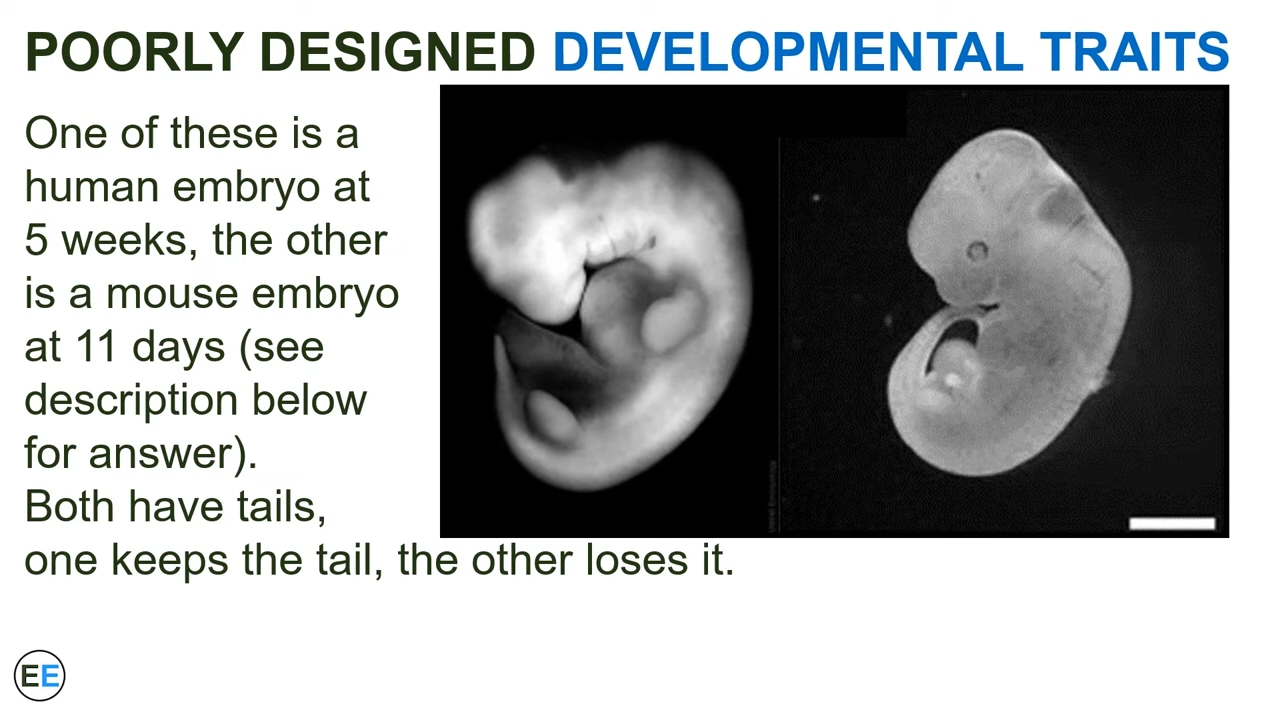 POORLY DESIGNED DEVELOPMENTAL TRAITS
One of these is a
human embryo at
5 weeks, the other
is a mouse embryo
at 11 days (see
description below
for answer).
Both have tails,
one keeps the tail, the other loses it.
EE